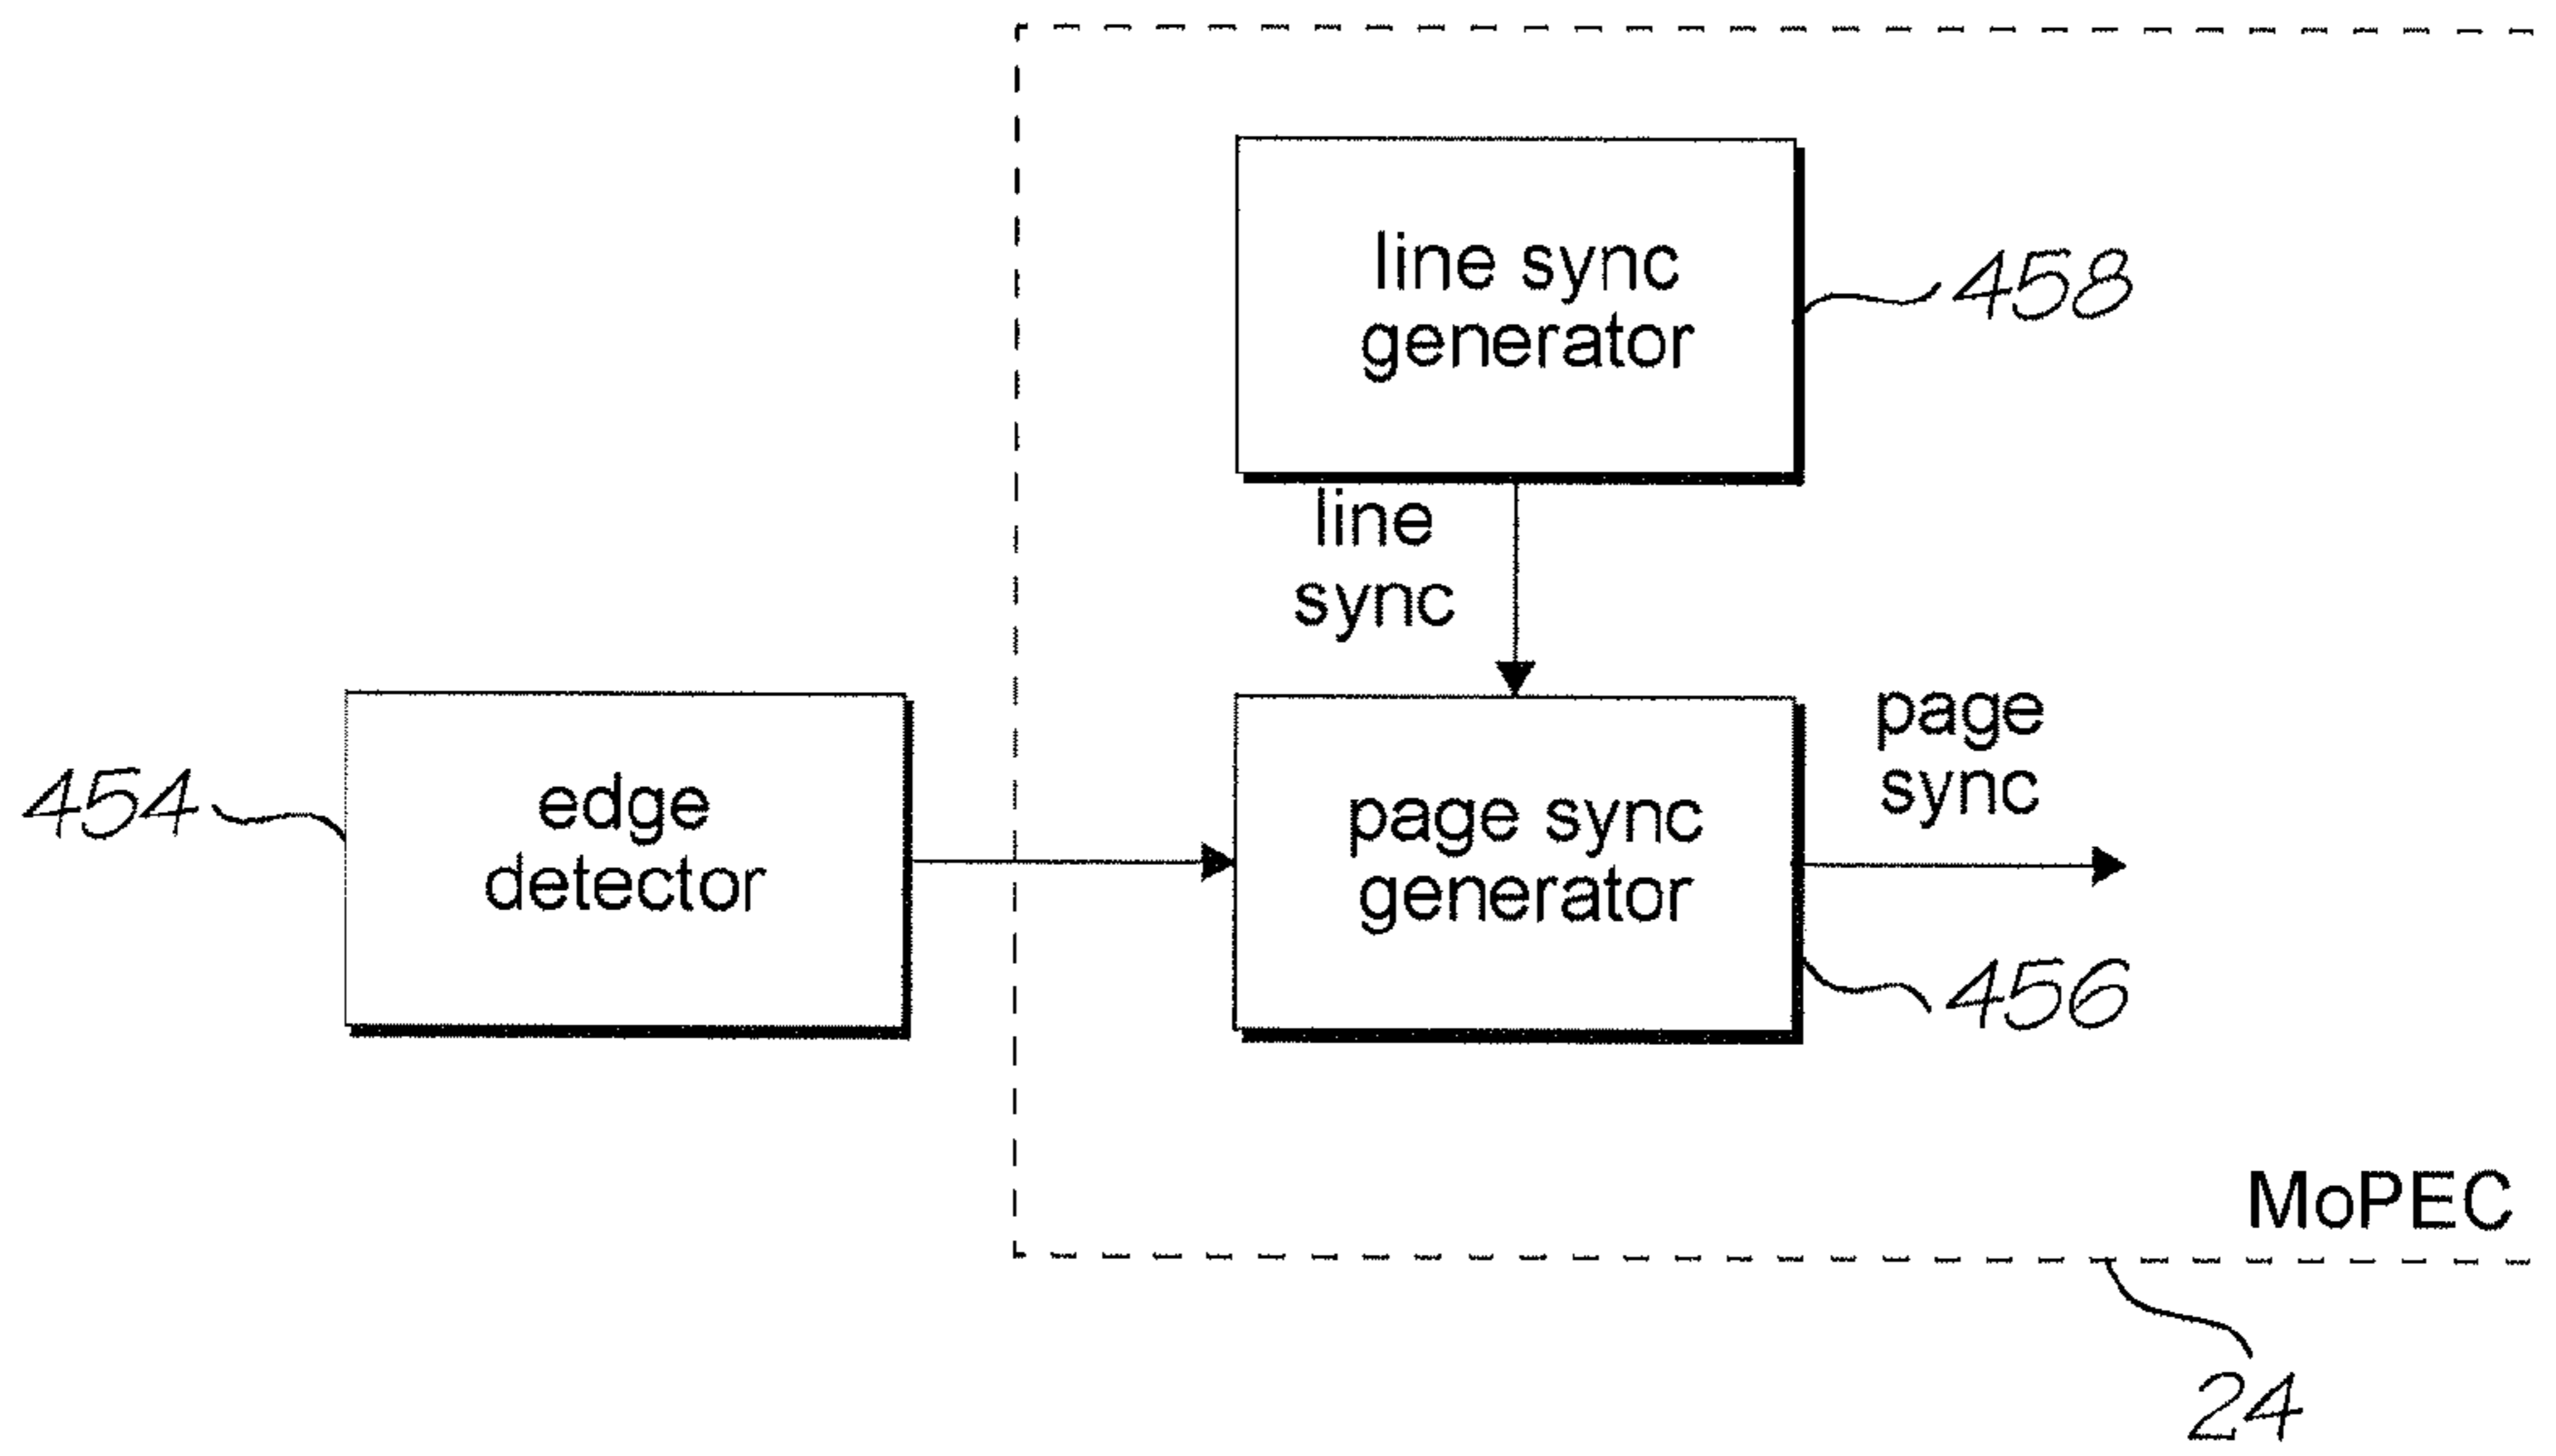 line sync
generator
458
line
sync
page
sync
454
edge
detector
page sync
generator
456
MoPEC
24